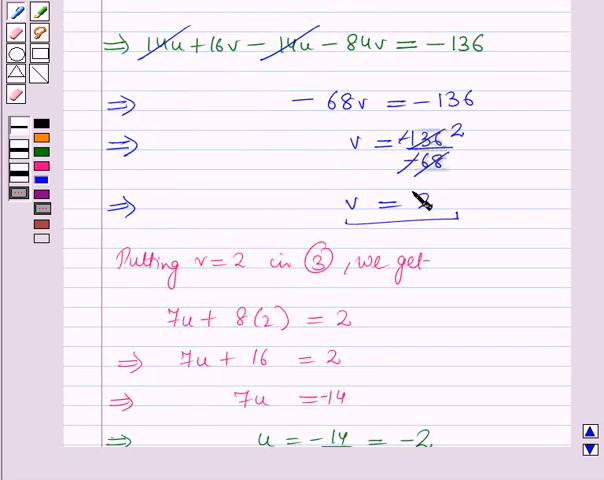 ⇒ 14u + 16v - 14u - 84v = - 136
⇒ - 68v = - 136
⇒ v = -136/-68 2
⇒ v = 2
Putting v = 2 in ③, we get
7u + 8(2) = 2
⇒ 7u + 16 = 2
⇒ 7u = -14
⇒ u = -14 = -2.